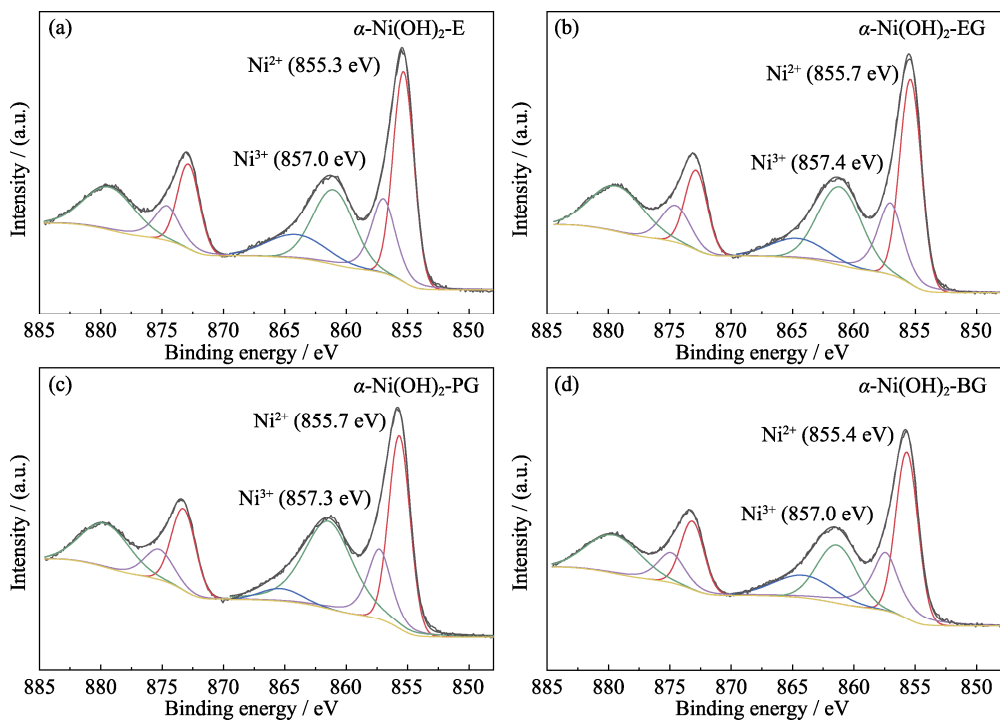 (a)
α-Ni(OH)₂-E
Ni²⁺ (855.3 eV)
Ni³⁺ (857.0 eV)
Intensity / (a.u.)
885 880 875 870 865 860 855 850
Binding energy / eV
(b)
α-Ni(OH)₂-EG
Ni²⁺ (855.7 eV)
Ni³⁺ (857.4 eV)
Intensity / (a.u.)
885 880 875 870 865 860 855 850
Binding energy / eV
(c)
α-Ni(OH)₂-PG
Ni²⁺ (855.7 eV)
Ni³⁺ (857.3 eV)
Intensity / (a.u.)
885 880 875 870 865 860 855 850
Binding energy / eV
(d)
α-Ni(OH)₂-BG
Ni²⁺ (855.4 eV)
Ni³⁺ (857.0 eV)
Intensity / (a.u.)
885 880 875 870 865 860 855 850
Binding energy / eV